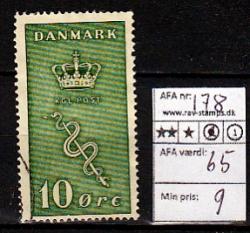 DANMARK
KGL POST
10 ØRE
AFA nr: 178
www.rav-stamps.dk
AFA værdi: 65
Min pris: 9